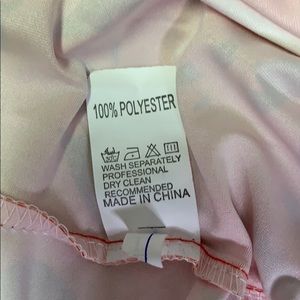 100% POLYESTER
WASH SEPARATELY
PROFESSIONAL
DRY CLEAN
RECOMMENDED
MADE IN CHINA